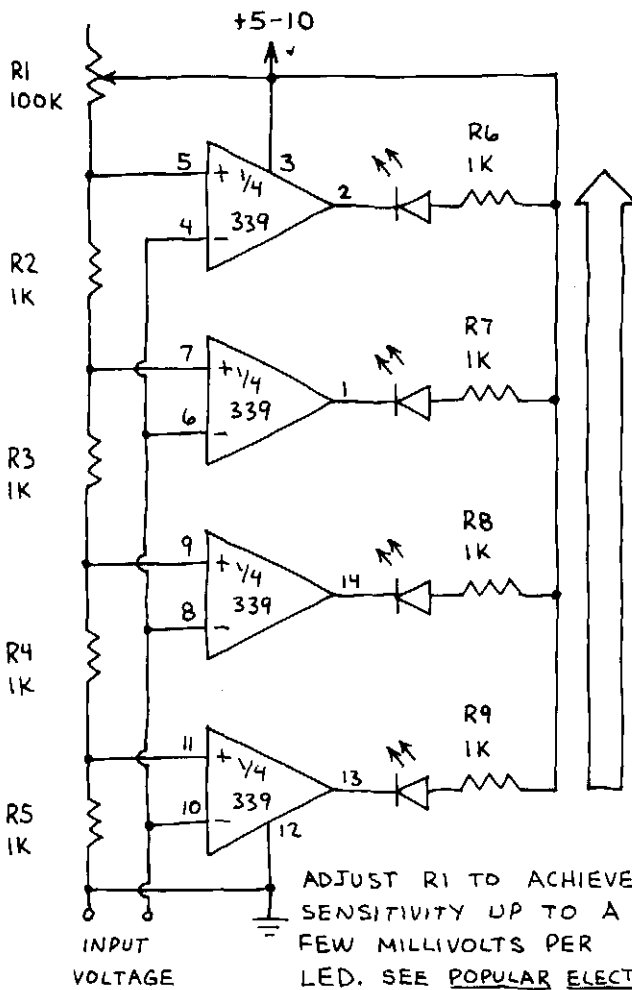 +5-10
V
R1
100K
R6
1K
5
+
1/4
3
2
339
4
-
R2
1K
R7
1K
7
+
1/4
1
339
6
-
R3
1K
R8
1K
9
+
1/4
14
339
8
-
R4
1K
R9
1K
11
+
1/4
13
339
10
-
12
R5
1K
INPUT
VOLTAGE
ADJUST R1 TO ACHIEVE
SENSITIVITY UP TO A
FEW MILLIVOLTS PER
LED. SEE POPULAR ELECT